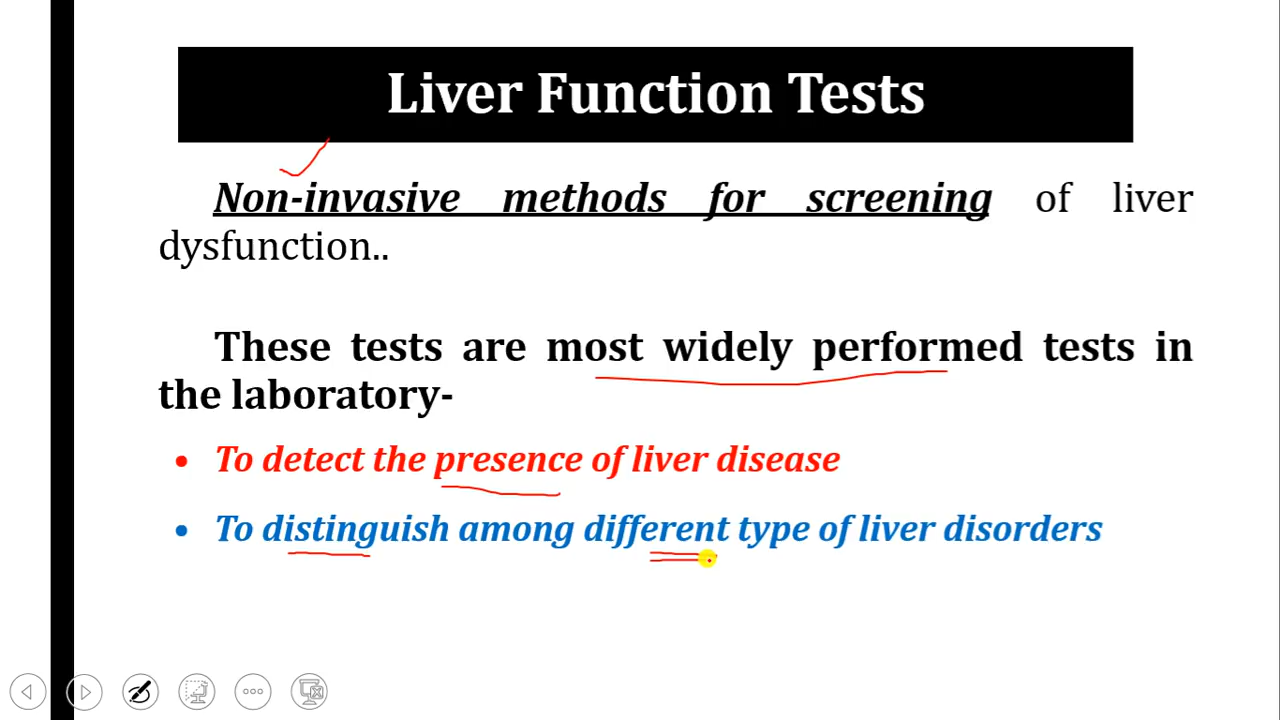 Liver Function Tests
Non-invasive methods for screening of liver
dysfunction..
These tests are most widely performed tests in
the laboratory-
• To detect the presence of liver disease
• To distinguish among different type of liver disorders